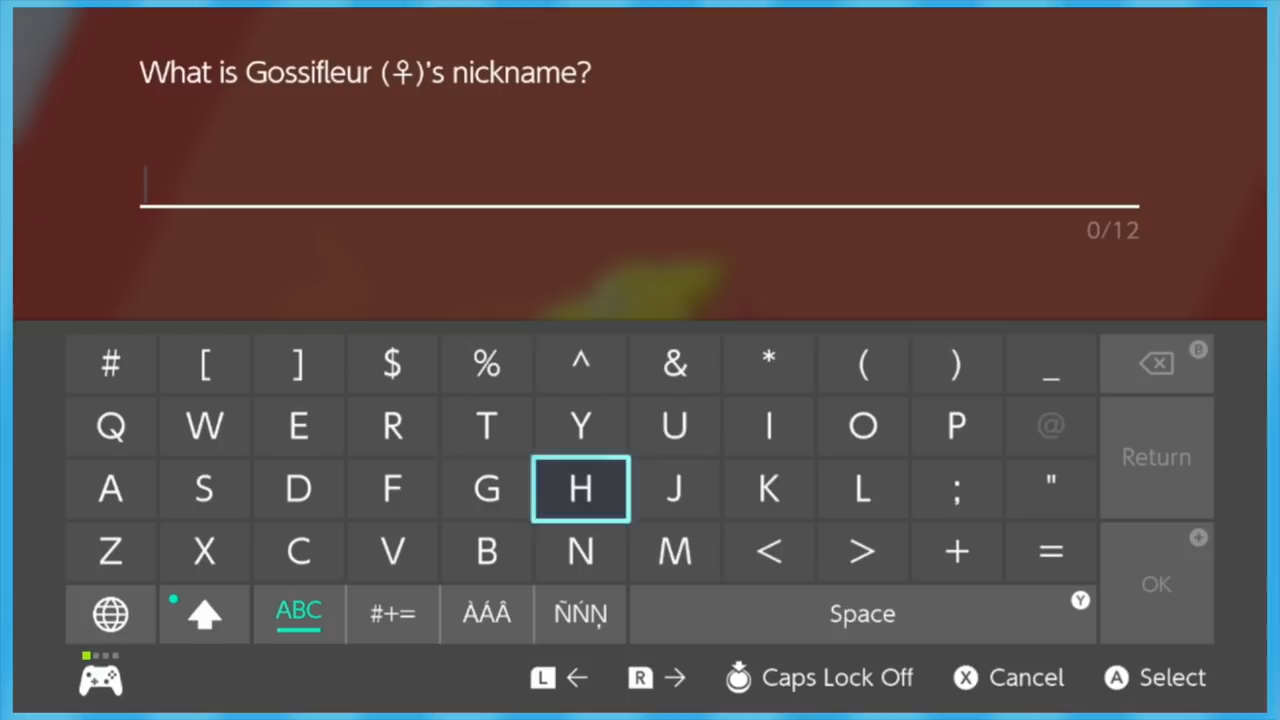 What is Gossifleur (♀)'s nickname?
0/12
# [ ] $ % ^ & * ( ) _ B
Q W E R T Y U I O P @ Return
A S D F G H J K L ; "
Z X C V B N M < > + = + OK
ABC #+= ÀÁÂ ÑŃŅ Space Y
L ← R → Caps Lock Off X Cancel A Select